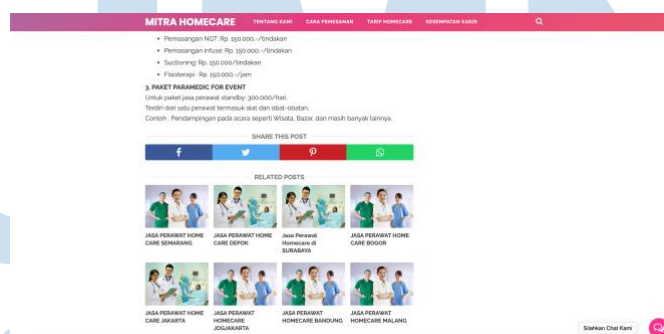 MITRA HOMECARE TENTANG KAMI CARA PEMESANAN TARIF HOMECARE KESEMPATAN KARIR
Pemasangan NGT: Rp. 150.000,-/tindakan
Pemasangan infuse: Rp. 150.000,-/tindakan
Suctioning: Rp. 150.000/tindakan
Fisioterapi : Rp. 150.000,-/jam
3. PAKET PARAMEDIC FOR EVENT
Untuk paket jasa perawat standby: 300.000/hari.
Terdiri dari satu perawat termasuk alat dan obat-obatan.
Contoh : Pendampingan pada acara seperti Wisata, Bazar, dan masih banyak lainnya.
SHARE THIS POST
RELATED POSTS
JASA PERAWAT HOME CARE SEMARANG
JASA PERAWAT HOME CARE DEPOK
Jasa Perawat Homecare di SURABAYA
JASA PERAWAT HOME CARE BOGOR
JASA PERAWAT HOME CARE JAKARTA
JASA PERAWAT HOMECARE JOGJAKARTA
JASA PERAWAT HOMECARE BANDUNG
JASA PERAWAT HOMECARE MALANG
Silahkan Chat Kami